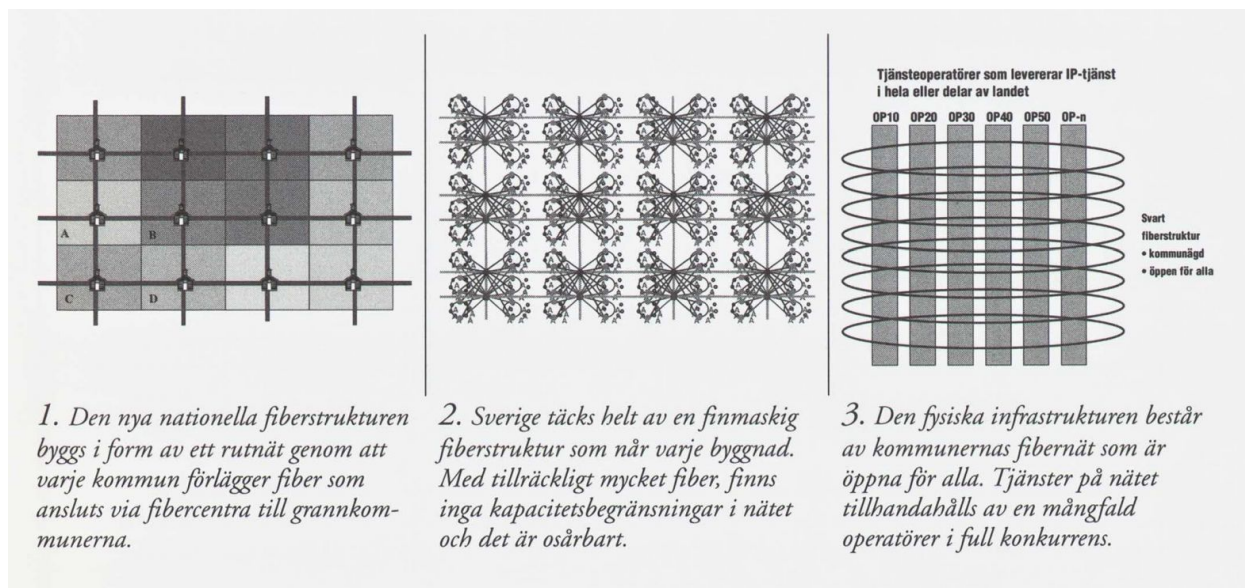 A
B
C
D
1. Den nya nationella fiberstrukturen
byggs i form av ett rutnät genom att
varje kommun förlägger fiber som
ansluts via fibercentra till grannkom-
munerna.
2. Sverige täcks helt av en finmaskig
fiberstruktur som når varje byggnad.
Med tillräckligt mycket fiber, finns
inga kapacitetsbegränsningar i nätet
och det är osårbart.
Tjänsteoperatörer som levererar IP-tjänst
i hela eller delar av landet
OP10 OP20 OP30 OP40 OP50 OP-n
Svart
fiberstruktur
• kommunägd
• öppen för alla
3. Den fysiska infrastrukturen består
av kommunernas fibernät som är
öppna för alla. Tjänster på nätet
tillhandahålls av en mångfald
operatörer i full konkurrens.